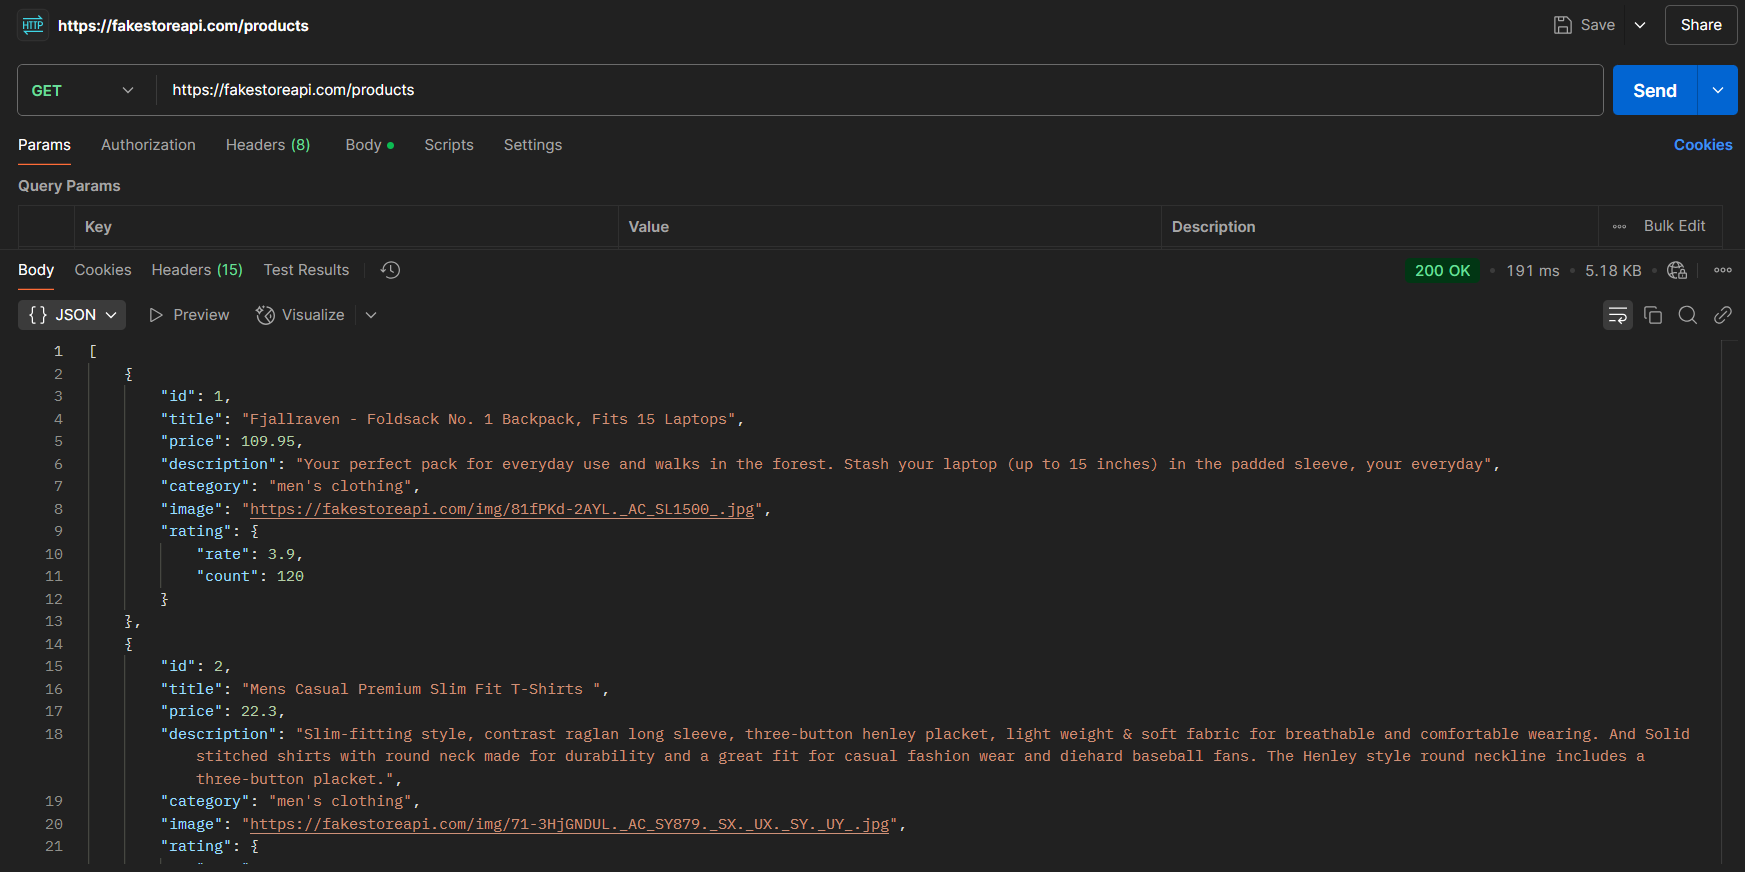 HTTP https://fakestoreapi.com/products Save Share
GET https://fakestoreapi.com/products Send
Params Authorization Headers (8) Body Scripts Settings Cookies
Query Params
Key Value Description Bulk Edit
Body Cookies Headers (15) Test Results 200 OK 191 ms 5.18 KB
{} JSON Preview Visualize
1 [
2 {
3 "id": 1,
4 "title": "Fjallraven - Foldsack No. 1 Backpack, Fits 15 Laptops",
5 "price": 109.95,
6 "description": "Your perfect pack for everyday use and walks in the forest. Stash your laptop (up to 15 inches) in the padded sleeve, your everyday",
7 "category": "men's clothing",
8 "image": "https://fakestoreapi.com/img/81fPKd-2AYL._AC_SL1500_.jpg",
9 "rating": {
10 "rate": 3.9,
11 "count": 120
12 }
13 },
14 {
15 "id": 2,
16 "title": "Mens Casual Premium Slim Fit T-Shirts ",
17 "price": 22.3,
18 "description": "Slim-fitting style, contrast raglan long sleeve, three-button henley placket, light weight & soft fabric for breathable and comfortable wearing. And Solid
stitched shirts with round neck made for durability and a great fit for casual fashion wear and diehard baseball fans. The Henley style round neckline includes a
three-button placket.",
19 "category": "men's clothing",
20 "image": "https://fakestoreapi.com/img/71-3HjGNDUL._AC_SY879._SX._UX._SY._UY_.jpg",
21 "rating": {